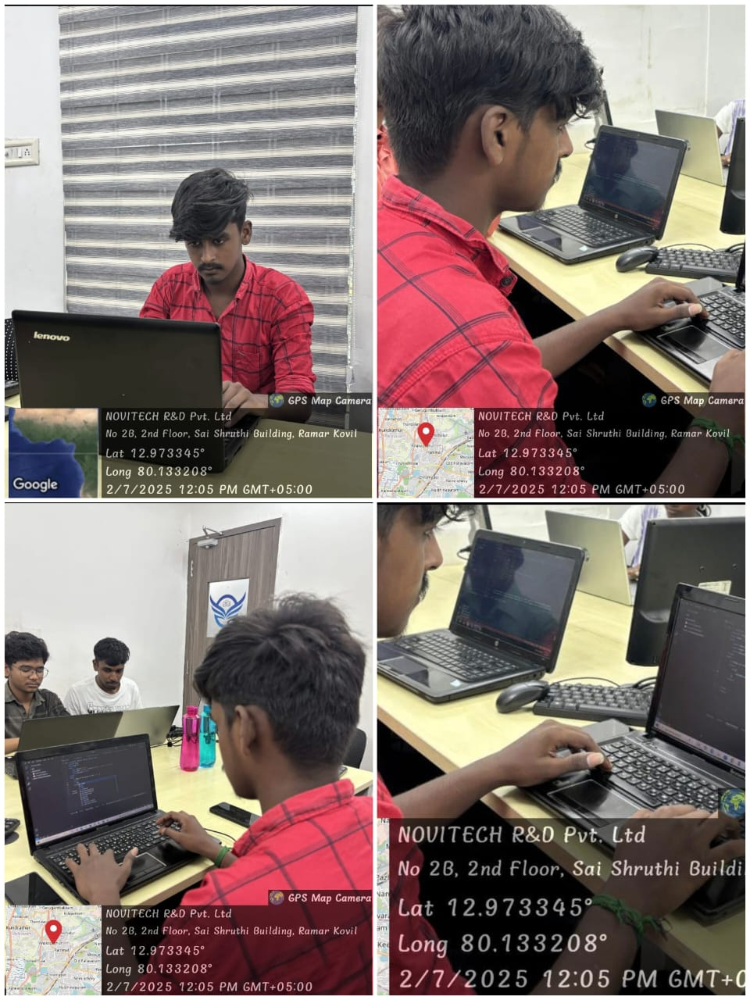 lenovo
GPS Map Camera
NOVITECH R&D Pvt. Ltd
No 2B, 2nd Floor, Sai Shruthi Building, Ramar Kovil
Lat 12.973345°
Long 80.133208°
2/7/2025 12:05 PM GMT+05:00
Google
GPS Map Camera
NOVITECH R&D Pvt. Ltd
No 2B, 2nd Floor, Sai Shruthi Building, Ramar Kovil
Lat 12.973345°
Long 80.133208°
2/7/2025 12:05 PM GMT+05:00
Kundrathur
Pammal
GPS Map Camera
NOVITECH R&D Pvt. Ltd
No 2B, 2nd Floor, Sai Shruthi Building, Ramar Kovil
Lat 12.973345°
Long 80.133208°
2/7/2025 12:05 PM GMT+05:00
Kundrathur
Pammal
NOVITECH R&D Pvt. Ltd
No 2B, 2nd Floor, Sai Shruthi Buildi
Lat 12.973345°
Long 80.133208°
2/7/2025 12:05 PM GMT+0